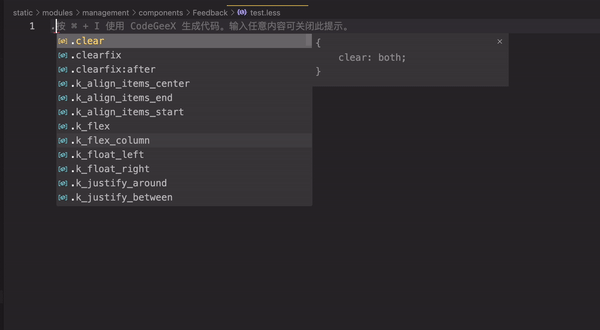 static > modules > management > components > Feedback > test.less
1 .按 ⌘ + I 使用 CodeGeeX 生成代码。输入任意内容可关闭此提示。
.clear
{
clear: both;
}
.clearfix
.clearfix:after
.k_align_items_center
.k_align_items_end
.k_align_items_start
.k_flex
.k_flex_column
.k_float_left
.k_float_right
.k_justify_around
.k_justify_between